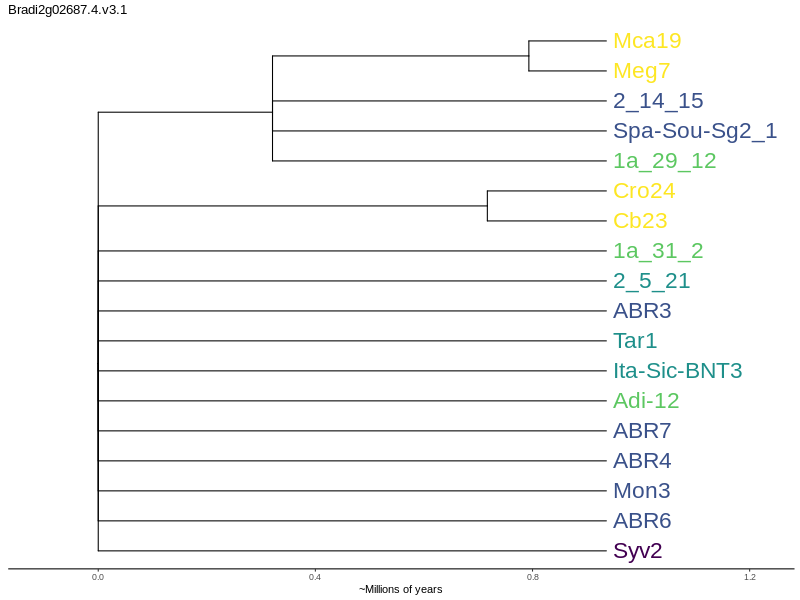 Bradi2g02687.4.v3.1
Mca19
Meg7
2_14_15
Spa-Sou-Sg2_1
1a_29_12
Cro24
Cb23
1a_31_2
2_5_21
ABR3
Tar1
Ita-Sic-BNT3
Adi-12
ABR7
ABR4
Mon3
ABR6
Syv2
0.0 0.4 0.8 1.2
~Millions of years